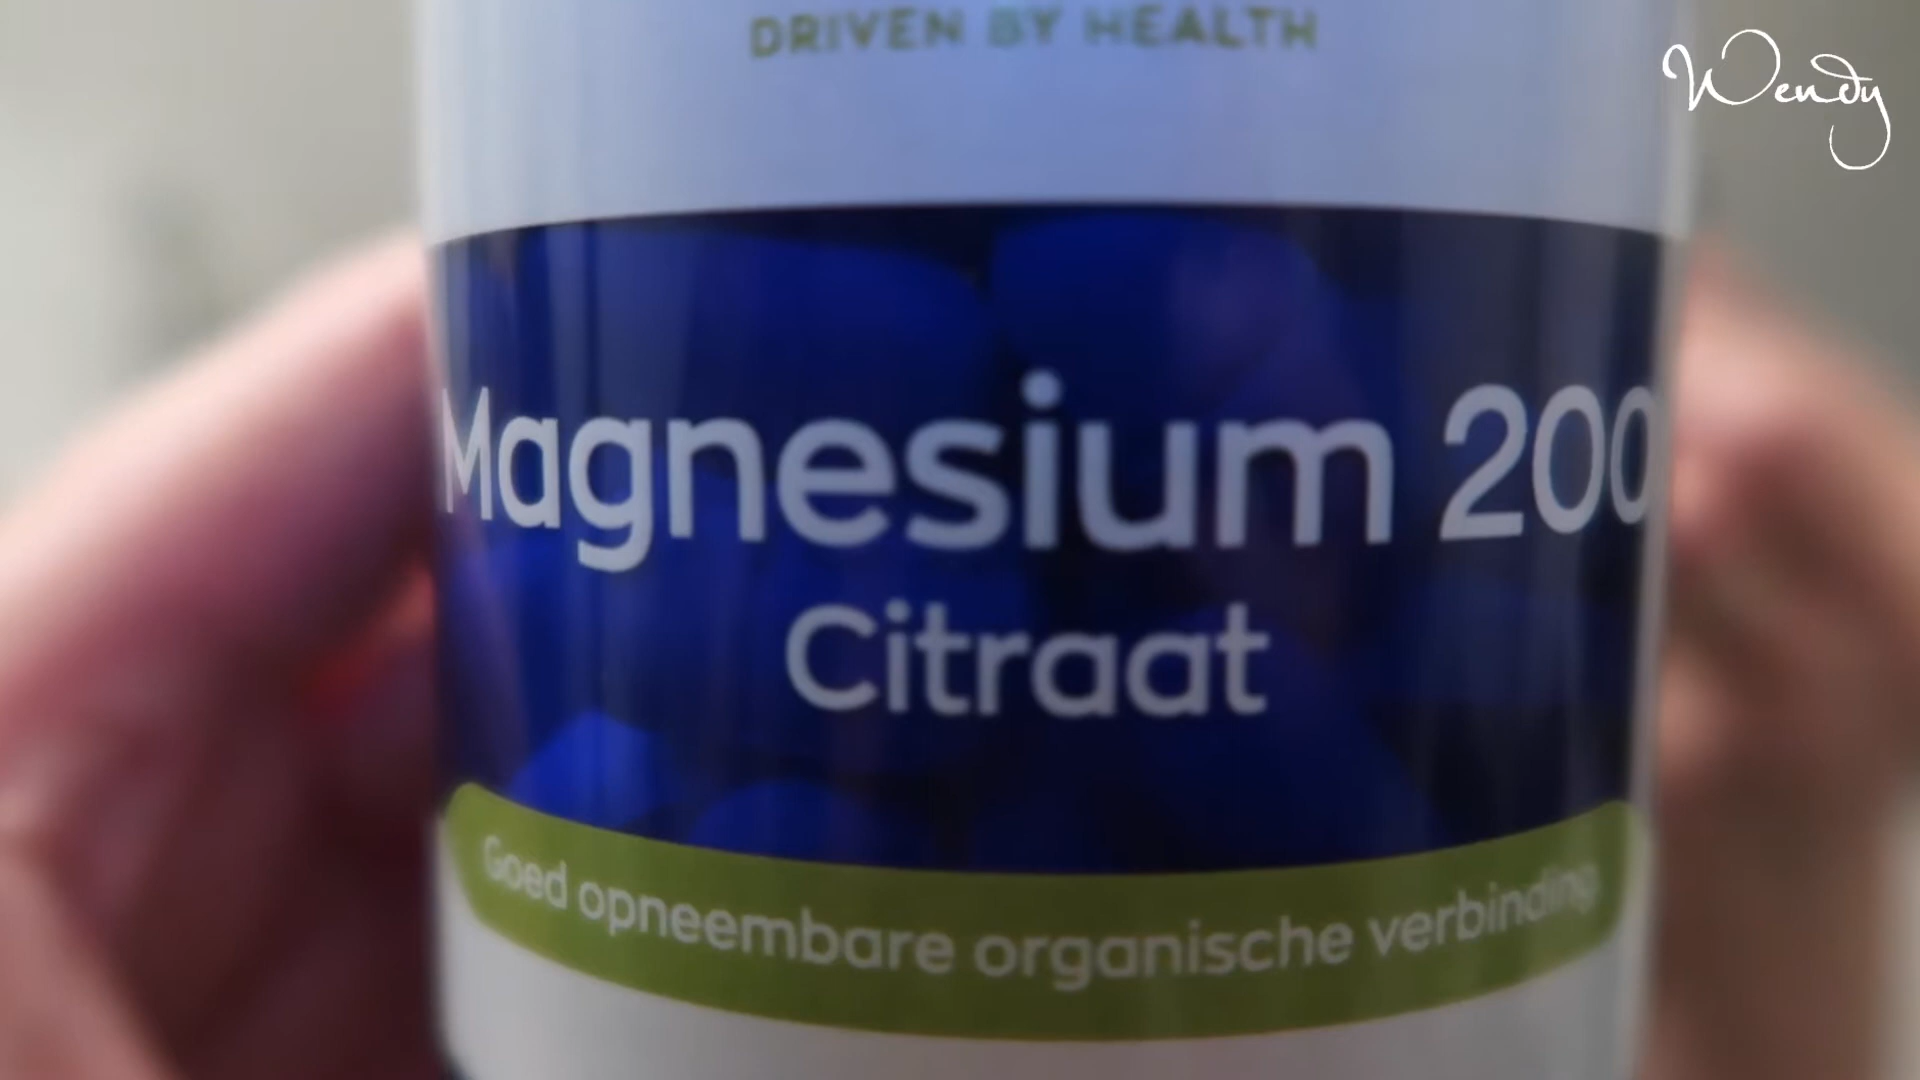 DRIVEN BY HEALTH
Wendy
Magnesium 200
Citraat
Goed opneembare organische verbinding